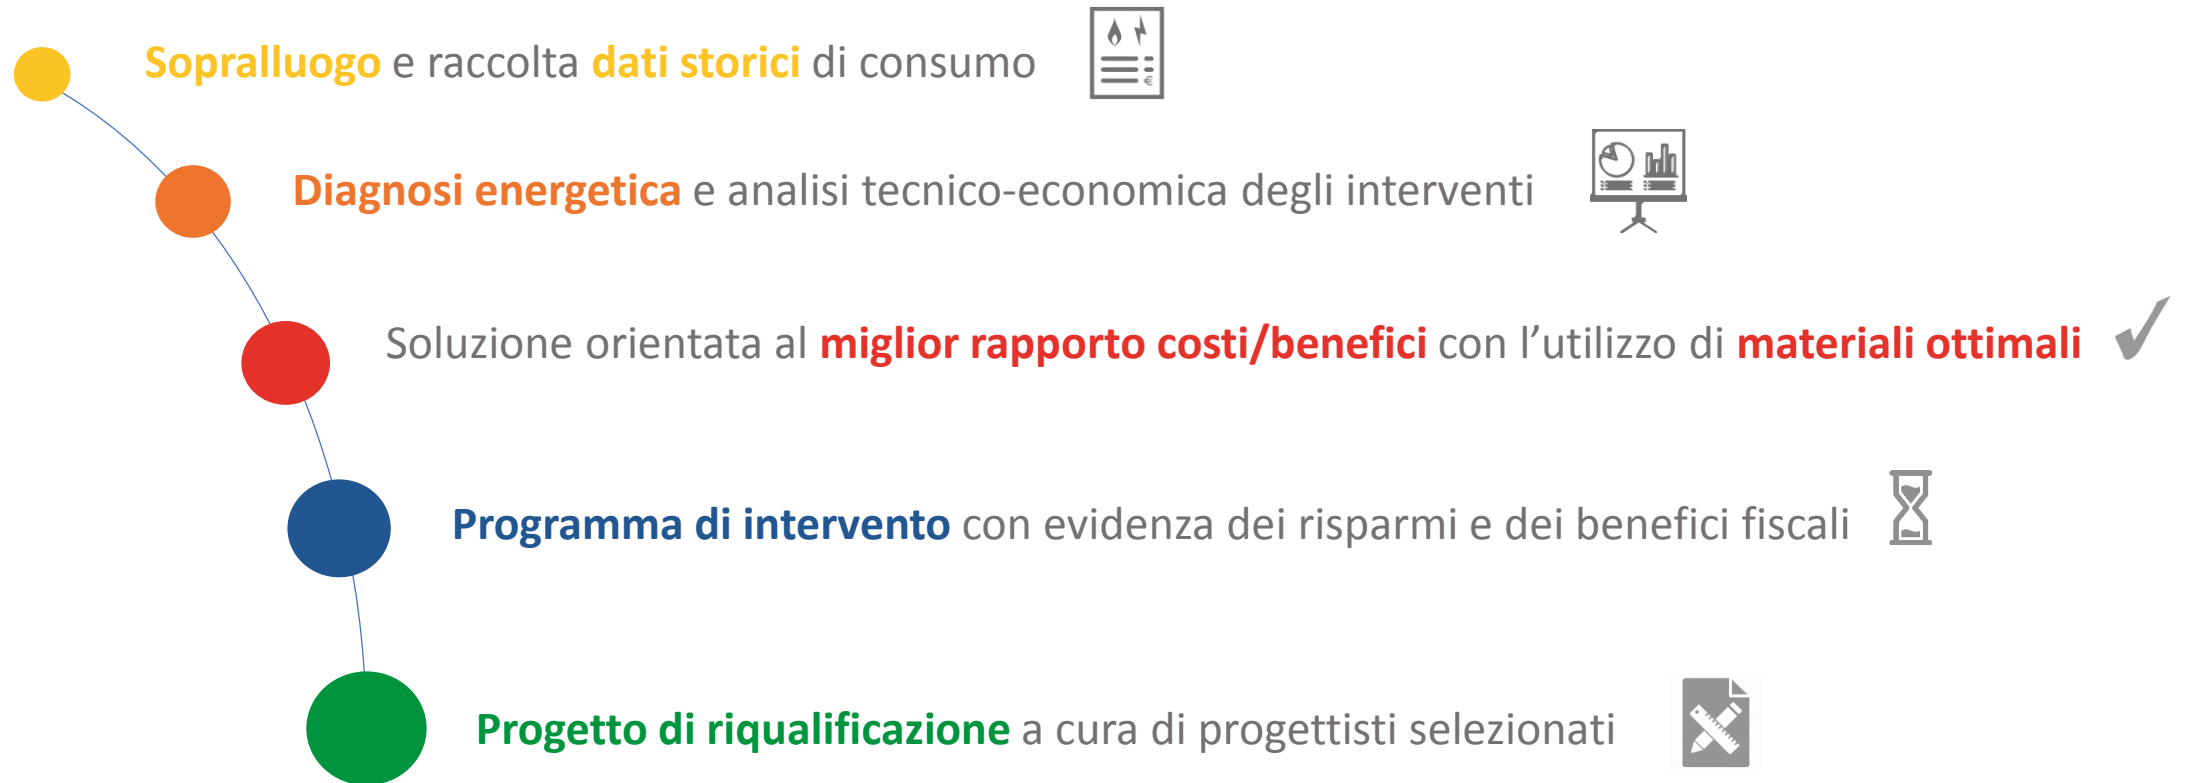 Sopralluogo e raccolta dati storici di consumo
€
Diagnosi energetica e analisi tecnico-economica degli interventi
Soluzione orientata al miglior rapporto costi/benefici con l’utilizzo di materiali ottimali
Programma di intervento con evidenza dei risparmi e dei benefici fiscali
Progetto di riqualificazione a cura di progettisti selezionati